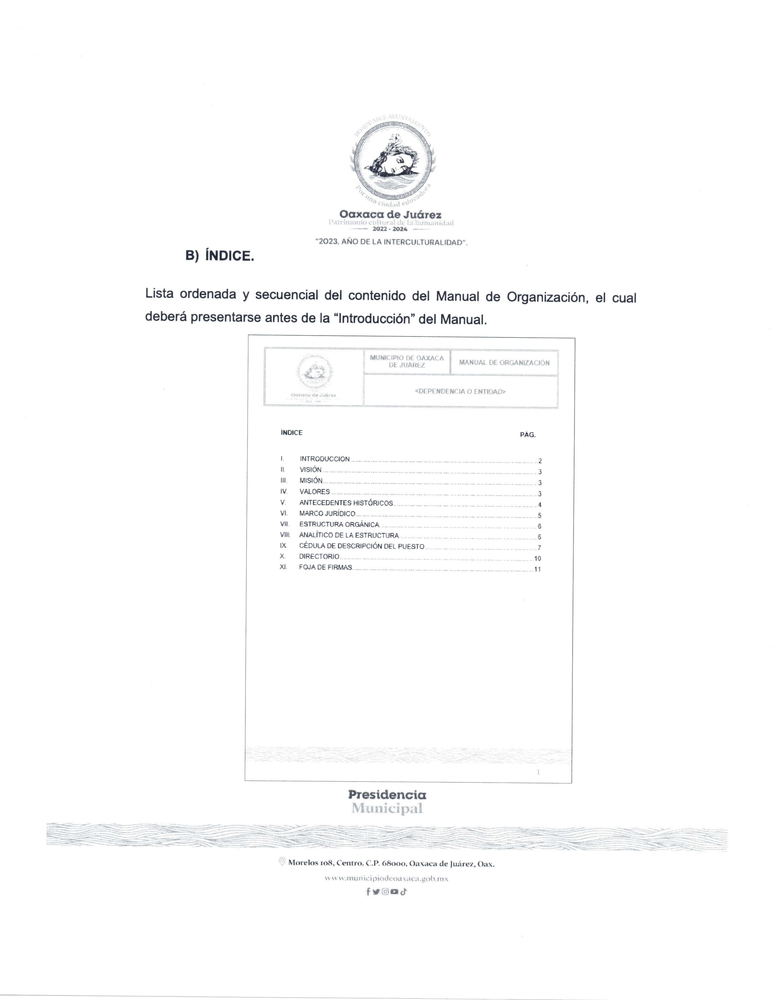 HONORABLE AYUNTAMIENTO
Por una ciudad educadora
Oaxaca de Juárez
Patrimonio cultural de la humanidad
2022 - 2024
"2023, AÑO DE LA INTERCULTURALIDAD".
B) ÍNDICE.
Lista ordenada y secuencial del contenido del Manual de Organización, el cual
deberá presentarse antes de la “Introducción” del Manual.
MUNICIPIO DE OAXACA
DE JUAREZ
MANUAL DE ORGANIZACIÓN
Oaxaca de Juárez
<DEPENDENCIA O ENTIDAD>
ÍNDICE PÁG.
I. INTRODUCCION 2
II. VISIÓN 3
III. MISIÓN 3
IV. VALORES 3
V. ANTECEDENTES HISTÓRICOS 4
VI. MARCO JURÍDICO 5
VII. ESTRUCTURA ORGÁNICA 6
VIII. ANALÍTICO DE LA ESTRUCTURA 6
IX. CÉDULA DE DESCRIPCIÓN DEL PUESTO 7
X. DIRECTORIO 10
XI. FOJA DE FIRMAS 11
1
Presidencia
Municipal
Morelos 108, Centro. C.P. 68000, Oaxaca de Juárez, Oax.
www.municipiodeoaxaca.gob.mx